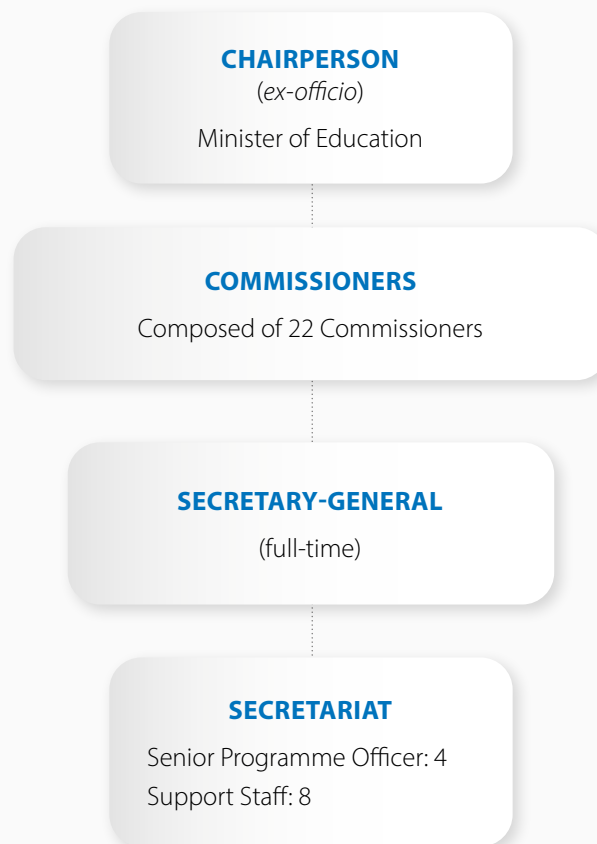 CHAIRPERSON
(ex-officio)
Minister of Education
COMMISSIONERS
Composed of 22 Commissioners
SECRETARY-GENERAL
(full-time)
SECRETARIAT
Senior Programme Officer: 4
Support Staff: 8